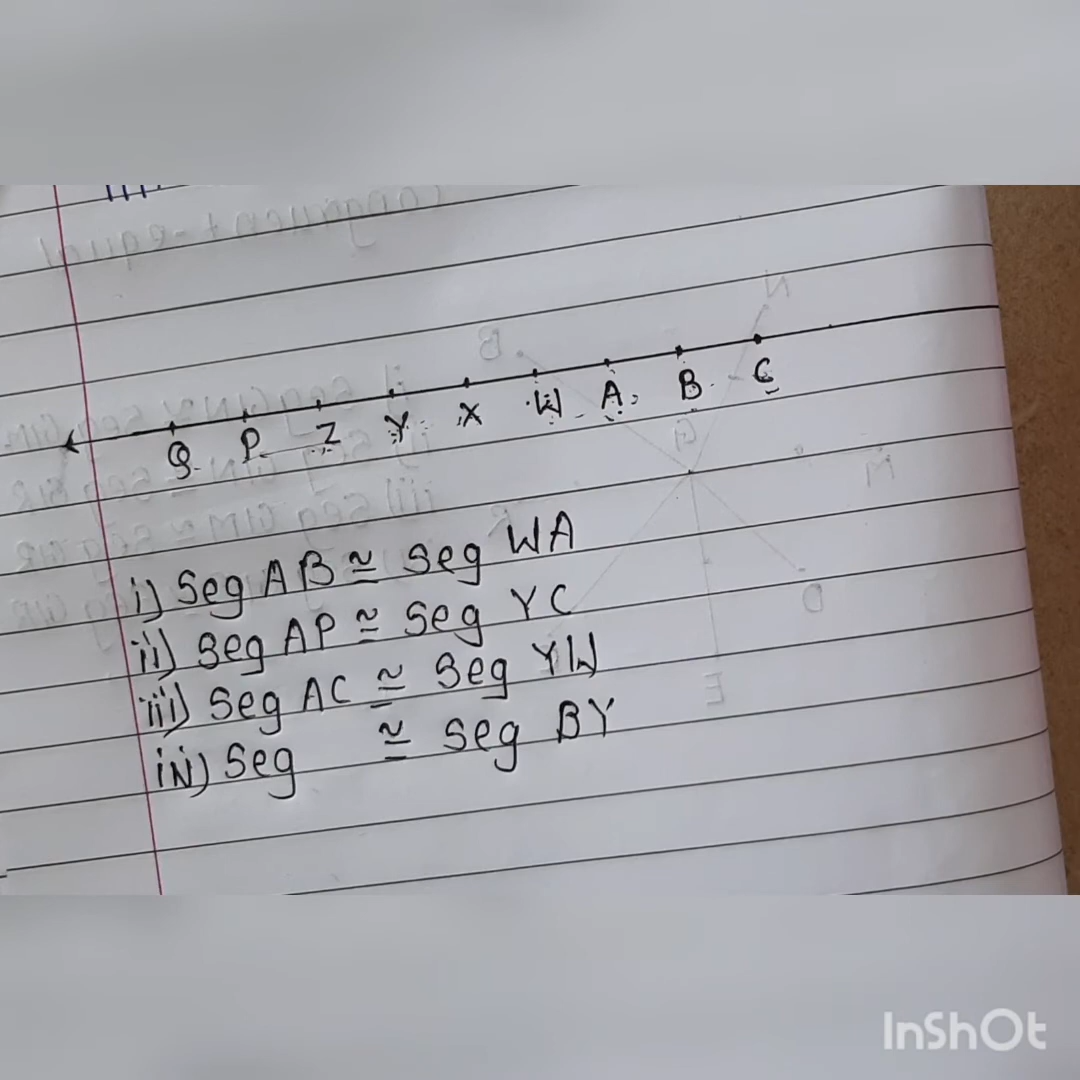 Q P Z Y X W A B C
i) Seg AB ≅ seg WA
ii) seg AP ≅ seg YC
iii) Seg AC ≅ seg YW
iv) Seg ≅ seg BY
InShOt